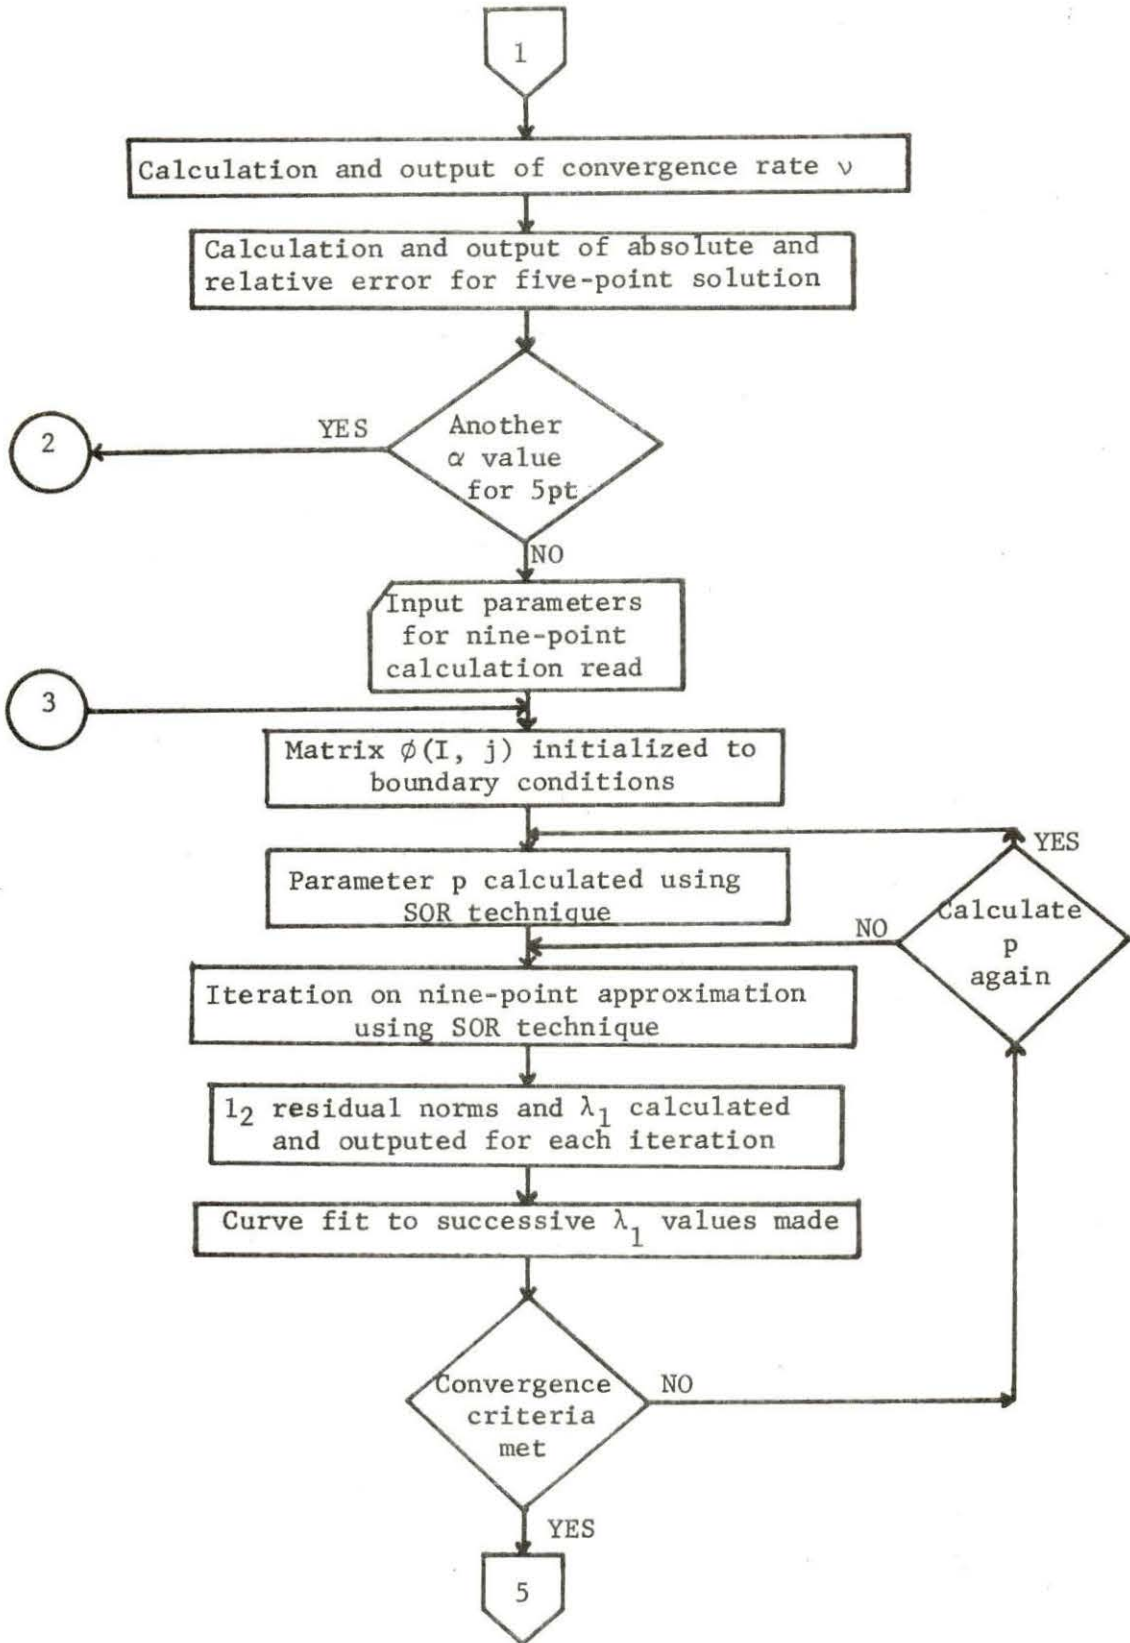 1
Calculation and output of convergence rate ν
Calculation and output of absolute and
relative error for five-point solution
YES
Another
α value
for 5pt
2
NO
Input parameters
for nine-point
calculation read
3
Matrix ϕ(I, j) initialized to
boundary conditions
YES
Parameter p calculated using
SOR technique
NO
Calculate
p
again
Iteration on nine-point approximation
using SOR technique
l₂ residual norms and λ₁ calculated
and outputed for each iteration
Curve fit to successive λ₁ values made
Convergence
criteria
met
NO
YES
5